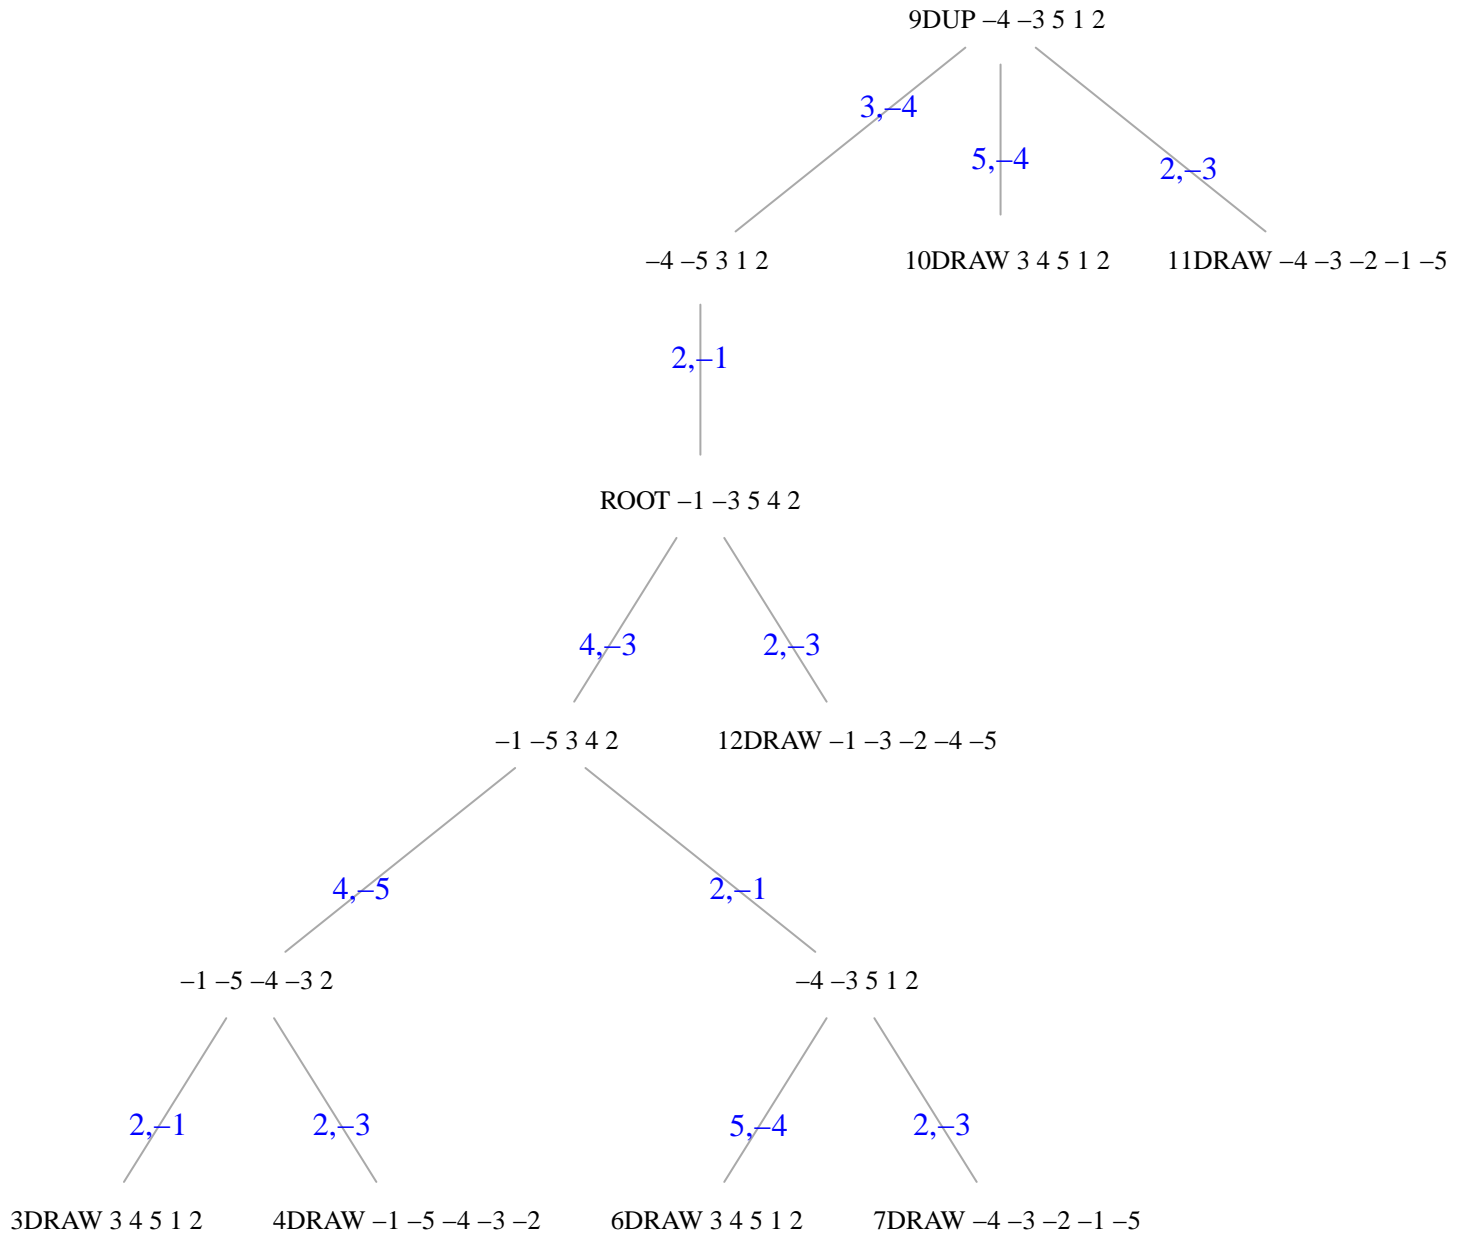 9DUP –4 –3 5 1 2
3,–4
5,–4
2,–3
–4 –5 3 1 2
10DRAW 3 4 5 1 2
11DRAW –4 –3 –2 –1 –5
2,–1
ROOT –1 –3 5 4 2
4,–3
2,–3
–1 –5 3 4 2
12DRAW –1 –3 –2 –4 –5
4,–5
2,–1
–1 –5 –4 –3 2
–4 –3 5 1 2
2,–1
2,–3
5,–4
2,–3
3DRAW 3 4 5 1 2
4DRAW –1 –5 –4 –3 –2
6DRAW 3 4 5 1 2
7DRAW –4 –3 –2 –1 –5